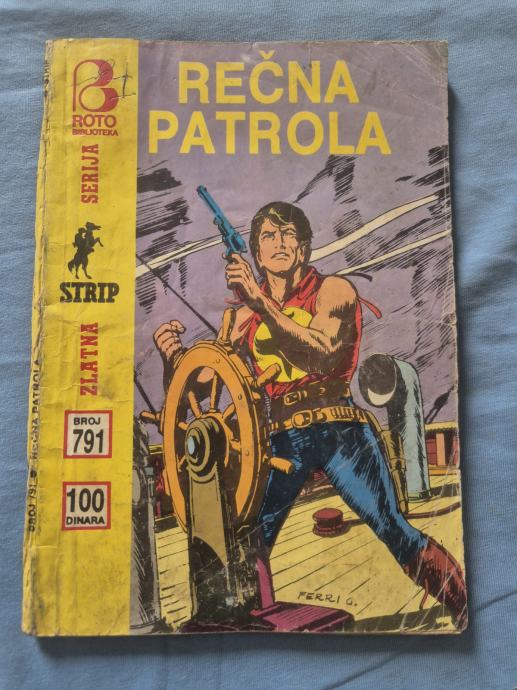 REČNA
PATROLA
ROTO
BIBLIOTEKA
ZLATNA
STRIP
SERIJA
BROJ
791
100
DINARA
BROJ 791
REČNA PATROLA
FERRI G.